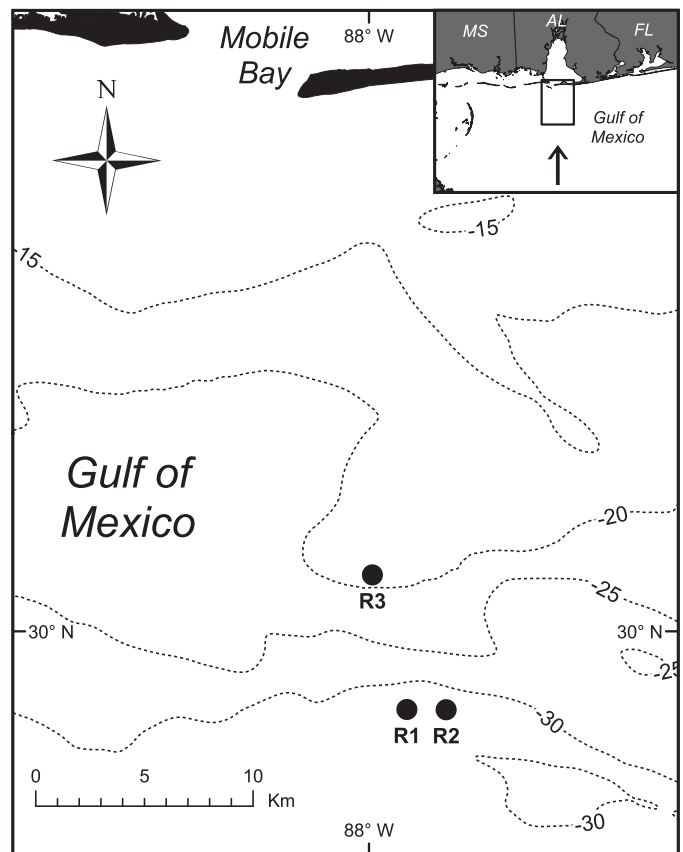 Mobile
Bay
88° W
MS
AL
FL
Gulf of
Mexico
N
-15
-15
Gulf of
Mexico
-20
R3
-25
30° N
30° N
-25
R1
R2
-30
0
5
10
Km
-30
88° W